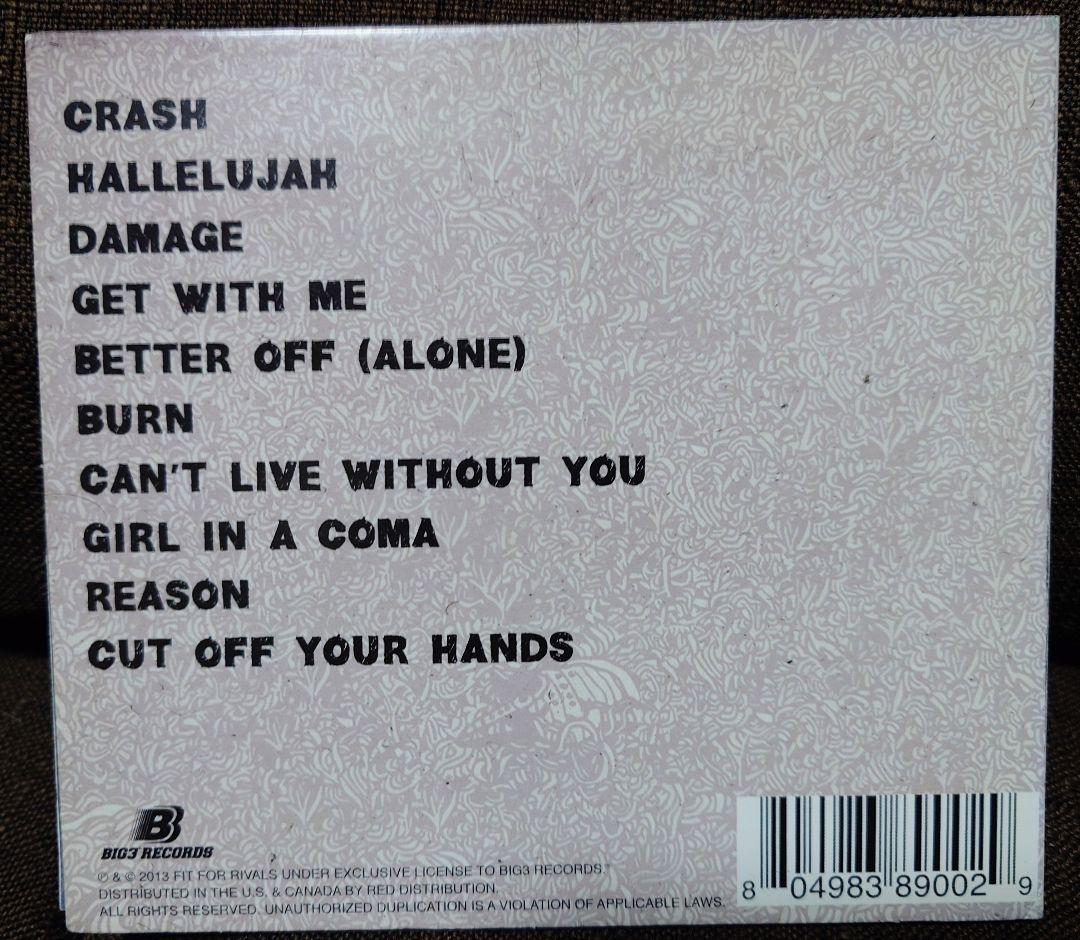 CRASH
HALLELUJAH
DAMAGE
GET WITH ME
BETTER OFF (ALONE)
BURN
CAN'T LIVE WITHOUT YOU
GIRL IN A COMA
REASON
CUT OFF YOUR HANDS
B
BIG3 RECORDS
℗ & © 2013 FIT FOR RIVALS UNDER EXCLUSIVE LICENSE TO BIG3 RECORDS.™
DISTRIBUTED IN THE U.S. & CANADA BY RED DISTRIBUTION.
ALL RIGHTS RESERVED. UNAUTHORIZED DUPLICATION IS A VIOLATION OF APPLICABLE LAWS.
8 04983 89002 9